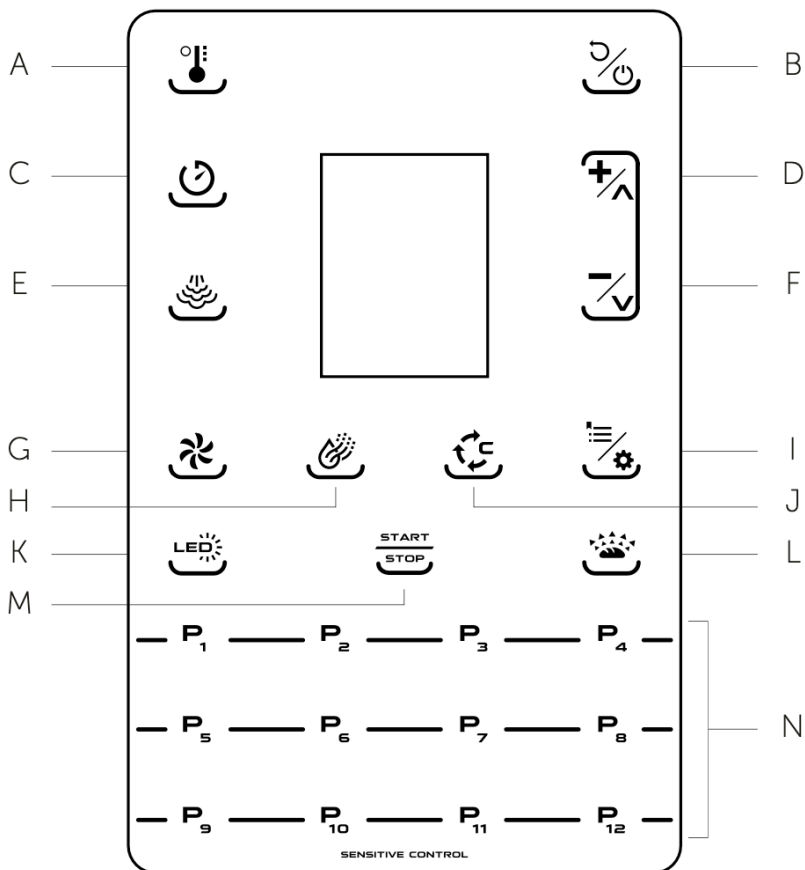 A B
C D
E F
G I
H J
K LED START STOP L
M
P1 P2 P3 P4
N
P5 P6 P7 P8
P9 P10 P11 P12
SENSITIVE CONTROL